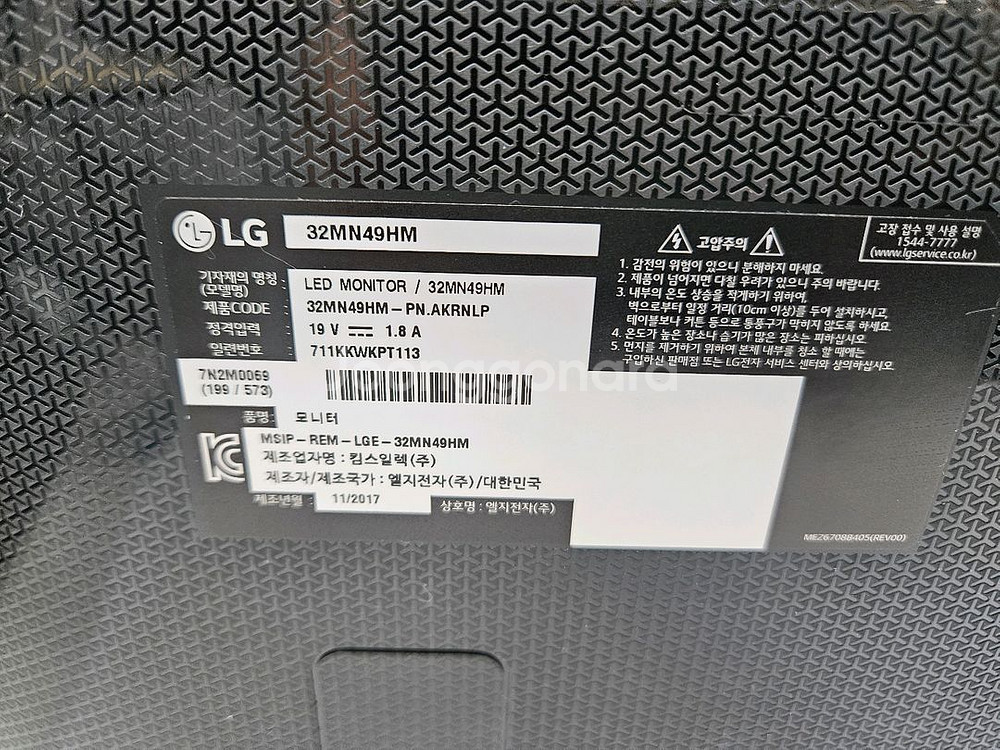 LG 32MN49HM
기자재의 명칭 : LED MONITOR / 32MN49HM
(모델명)
제품CODE : 32MN49HM-PN.AKRNLP
정격입력 : 19 V 1.8 A
일련번호 : 711KKWKPT113
7N2M0069
(199 / 573)
품명: 모니터
MSIP-REM-LGE-32MN49HM
제조업자명 : 킴스일렉(주)
제조자/제조국가 : 엘지전자(주)/대한민국
제조년월 : 11/2017
상호명 : 엘지전자(주)
고압주의
1. 감전의 위험이 있으니 분해하지 마세요.
2. 제품이 넘어지면 다칠 우려가 있으니 주의 바랍니다.
3. 내부의 온도 상승을 적게하기 위하여,
벽으로부터 일정 거리(10cm 이상)를 두어 설치하시고,
테이블보나 커튼 등으로 통풍구가 막히지 않도록 하세요.
4. 온도가 높은 장소나 습기가 많은 장소는 피하십시오.
5. 먼지를 제거하기 위하여 본체 내부를 청소 할 때에는
구입하신 판매점 또는 LG전자 서비스 센터와 상의하십시오.
고장 접수 및 사용 설명
1544-7777
(www.lgservice.co.kr)
MEZ67088405(REV00)